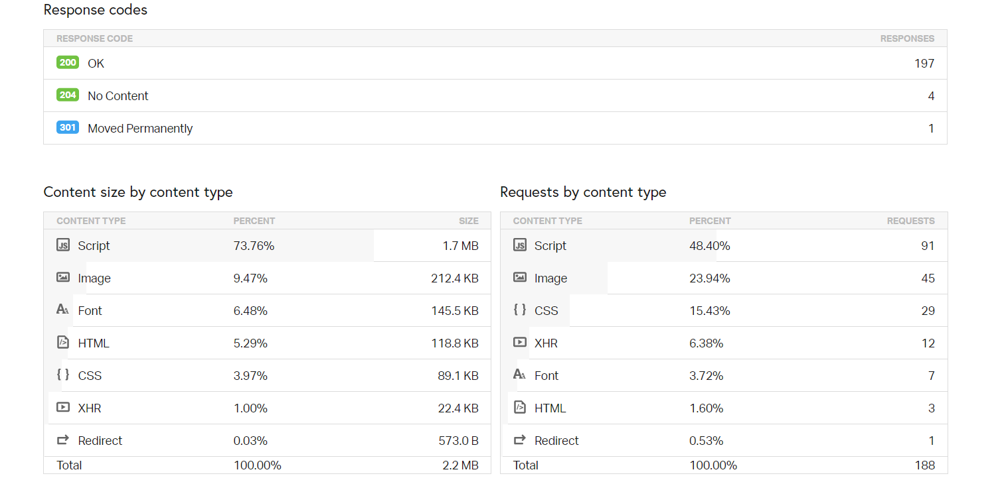 Response codes
RESPONSE CODE RESPONSES
200 OK 197
204 No Content 4
301 Moved Permanently 1
Content size by content type
CONTENT TYPE PERCENT SIZE
JS Script 73.76% 1.7 MB
Image 9.47% 212.4 KB
AA Font 6.48% 145.5 KB
</> HTML 5.29% 118.8 KB
{ } CSS 3.97% 89.1 KB
XHR 1.00% 22.4 KB
Redirect 0.03% 573.0 B
Total 100.00% 2.2 MB
Requests by content type
CONTENT TYPE PERCENT REQUESTS
JS Script 48.40% 91
Image 23.94% 45
{ } CSS 15.43% 29
XHR 6.38% 12
AA Font 3.72% 7
</> HTML 1.60% 3
Redirect 0.53% 1
Total 100.00% 188